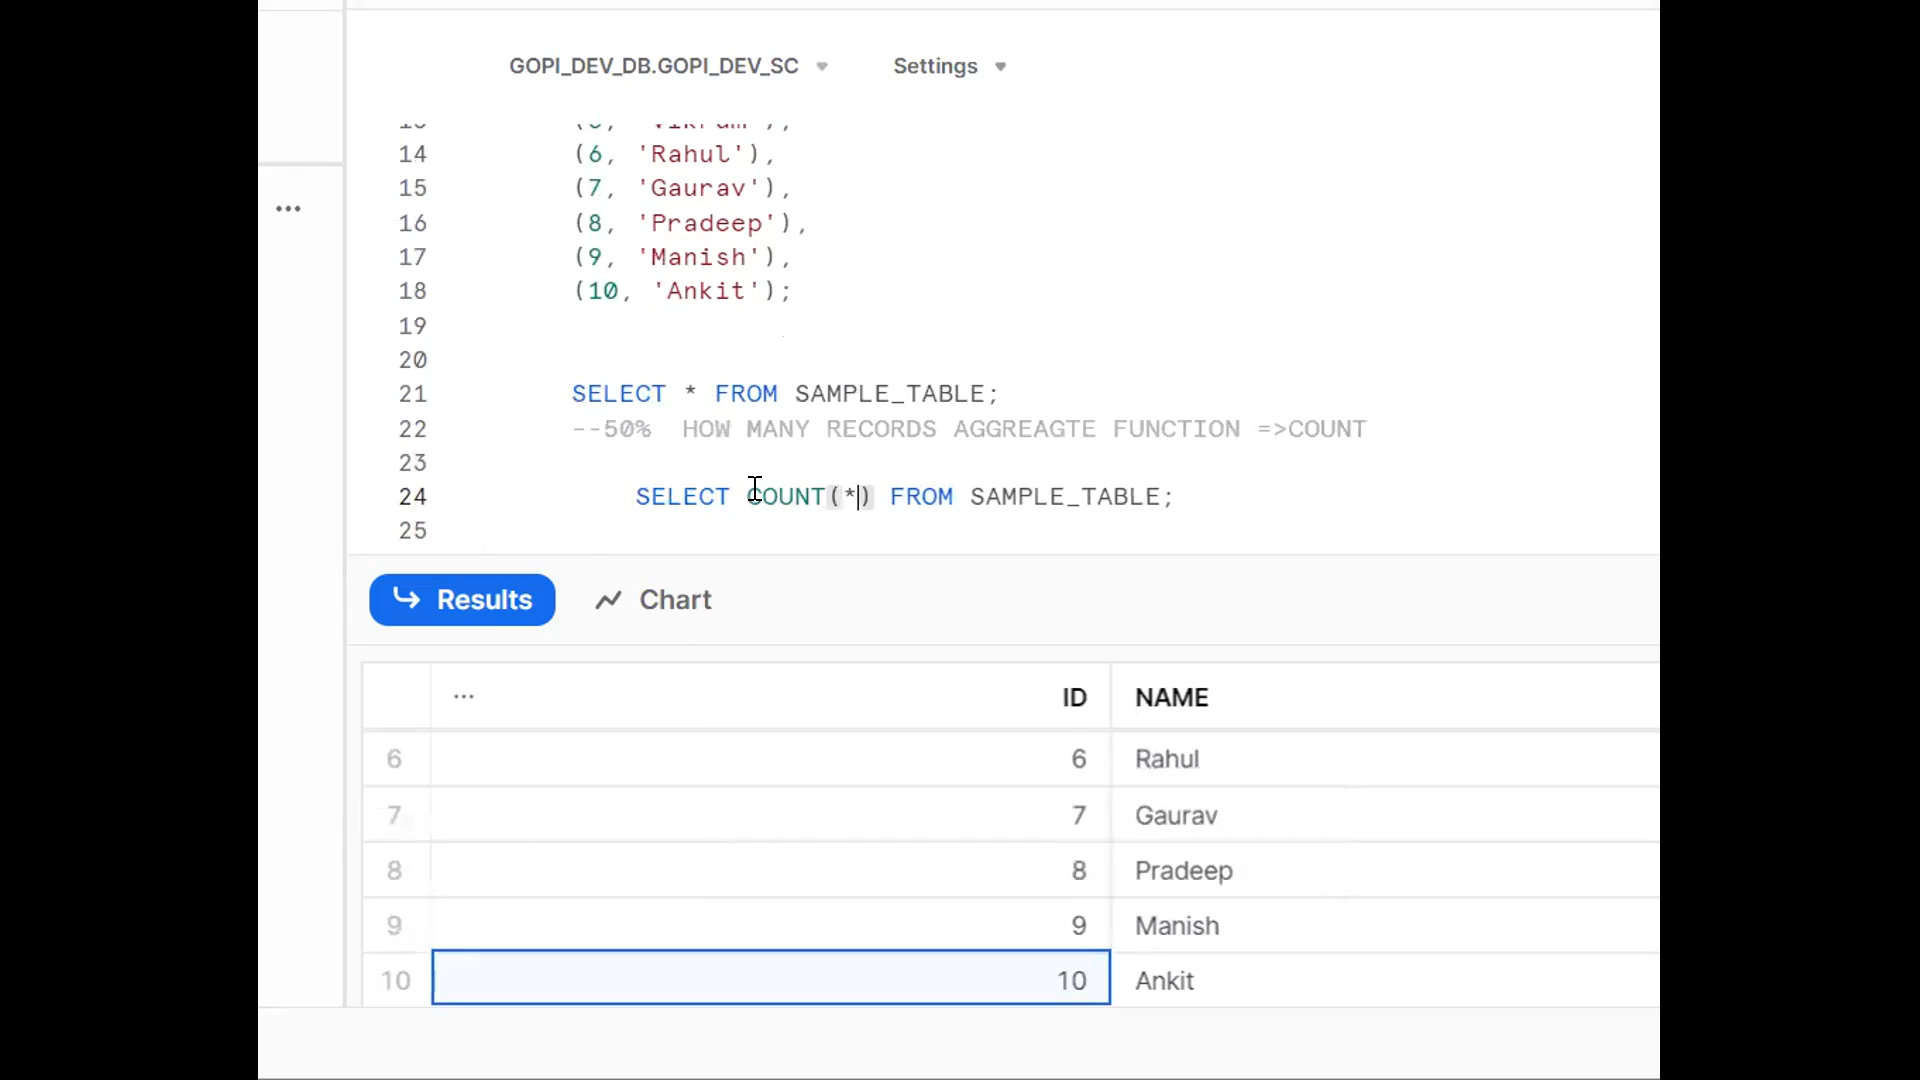 GOPI_DEV_DB.GOPI_DEV_SC Settings
14 (6, 'Rahul'),
15 (7, 'Gaurav'),
16 (8, 'Pradeep'),
17 (9, 'Manish'),
18 (10, 'Ankit');
19
20
21 SELECT * FROM SAMPLE_TABLE;
22 --50% HOW MANY RECORDS AGGREAGTE FUNCTION =>COUNT
23
24 SELECT COUNT(*) FROM SAMPLE_TABLE;
25
Results Chart
... ID NAME
6 6 Rahul
7 7 Gaurav
8 8 Pradeep
9 9 Manish
10 10 Ankit